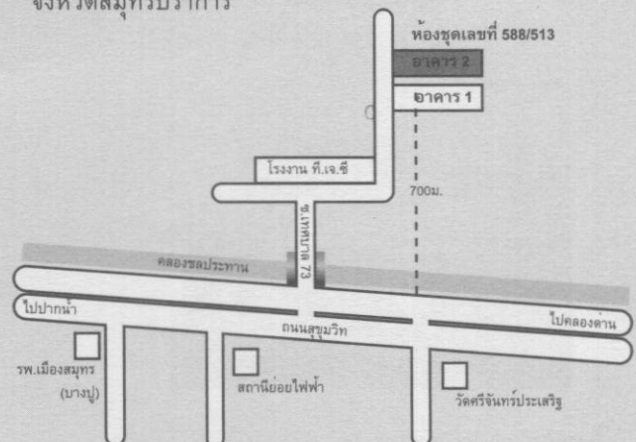 จังหวัดสมุทรปราการ
ห้องชุดเลขที่ 588/513
อาคาร 2
อาคาร 1
โรงงาน ที.เจ.ซี
700ม.
ซ.เทศบาล 73
คลองชลประทาน
ไปปากน้ำ
ถนนสุขุมวิท
ไปคลองด่าน
รพ.เมืองสมุทร
(บางปู)
สถานีย่อยไฟฟ้า
วัดศรีจันทร์ประเสริฐ